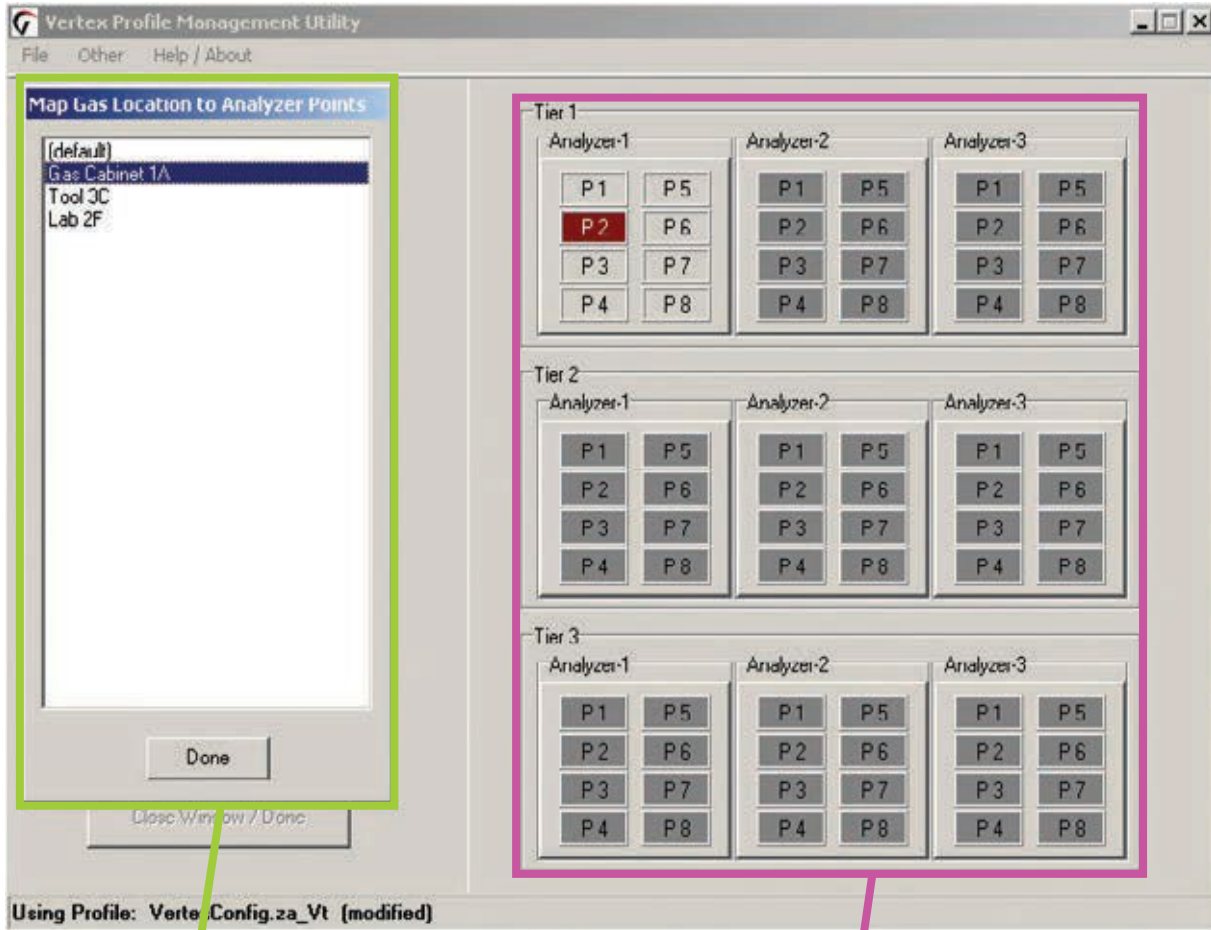 Vertex Profile Management Utility
File Other Help / About
Map Gas Location to Analyzer Points
(default)
Gas Cabinet 1A
Tool 3C
Lab 2F
Done
Close Window / Done
Tier 1
Analyzer-1 Analyzer-2 Analyzer-3
P1 P5 P1 P5 P1 P5
P2 P6 P2 P6 P2 P6
P3 P7 P3 P7 P3 P7
P4 P8 P4 P8 P4 P8
Tier 2
Analyzer-1 Analyzer-2 Analyzer-3
P1 P5 P1 P5 P1 P5
P2 P6 P2 P6 P2 P6
P3 P7 P3 P7 P3 P7
P4 P8 P4 P8 P4 P8
Tier 3
Analyzer-1 Analyzer-2 Analyzer-3
P1 P5 P1 P5 P1 P5
P2 P6 P2 P6 P2 P6
P3 P7 P3 P7 P3 P7
P4 P8 P4 P8 P4 P8
Using Profile: VertexConfig.za_Vt (modified)